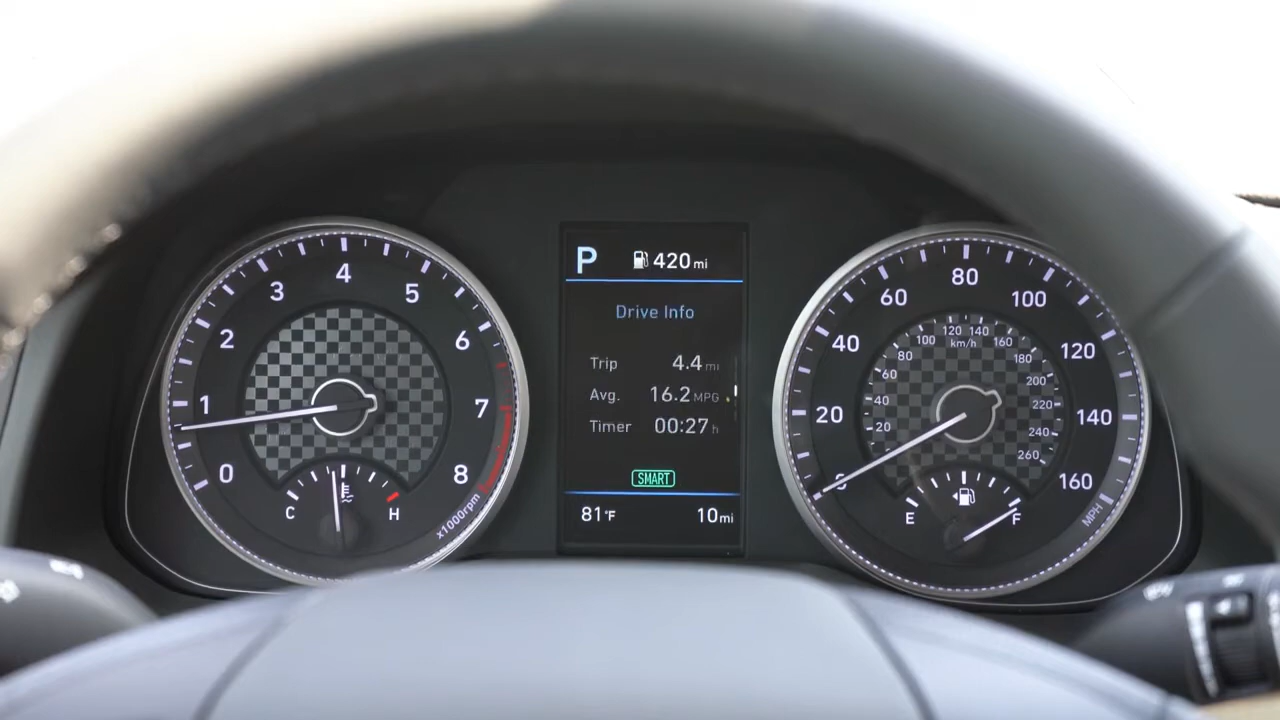 P 420 mi
Drive Info
Trip 4.4 mi
Avg. 16.2 MPG
Timer 00:27 h
SMART
81°F 10 mi
0 1 2 3 4 5 6 7 8
x1000rpm
C H
20 40 60 80 100 120 140 160
MPH
20 40 60 80 100 120 140 160 180 200 220 240 260
km/h
E F